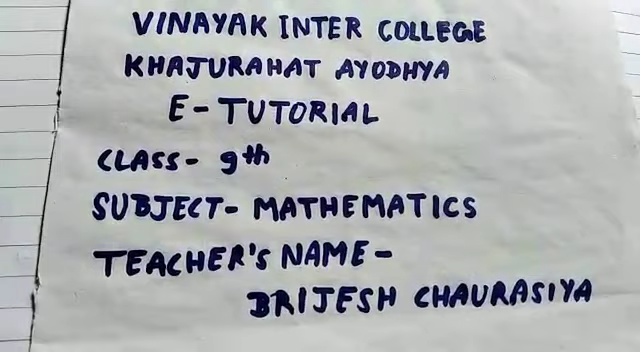 VINAYAK INTER COLLEGE
KHAJURAHAT AYODHYA
E-TUTORIAL
CLASS- 9th
SUBJECT- MATHEMATICS
TEACHER'S NAME-
BRIJESH CHAURASIYA